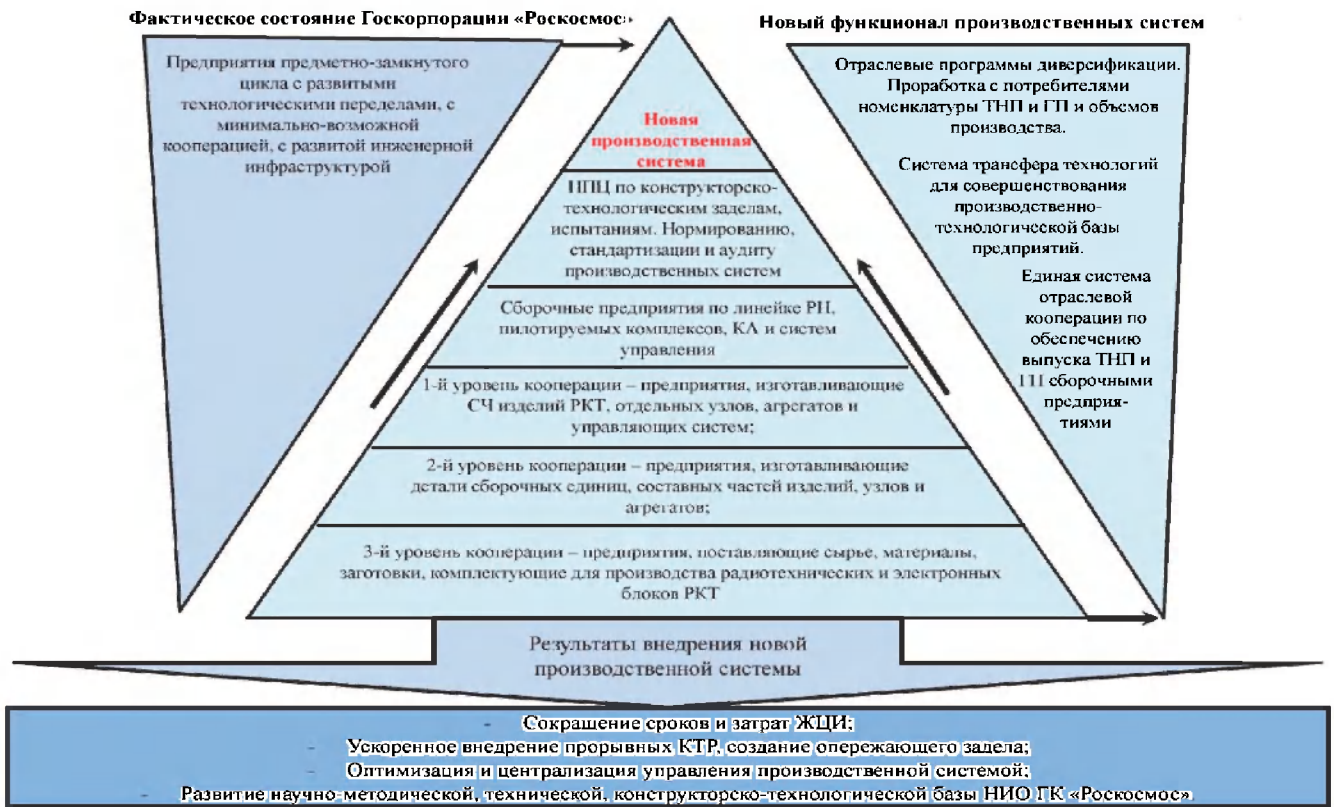 Фактическое состояние Госкорпорации «Роскосмос»
Предприятия предметно-замкнутого
цикла с развитыми
технологическими переделами, с
минимально-возможной
кооперацией, с развитой инженерной
инфраструктурой
Новая
производственная
система
НПЦ по конструкторско-
технологическим заделам,
испытаниям. Нормированию,
стандартизации и аудиту
производственных систем
Сборочные предприятия по линейке РН,
пилотируемых комплексов, КА и систем
управления
1-й уровень кооперации – предприятия, изготавливающие
СЧ изделий РКТ, отдельных узлов, агрегатов и
управляющих систем;
2-й уровень кооперации – предприятия, изготавливающие
детали сборочных единиц, составных частей изделий, узлов и
агрегатов;
3-й уровень кооперации – предприятия, поставляющие сырье, материалы,
заготовки, комплектующие для производства радиотехнических и электронных
блоков РКТ
Новый функционал производственных систем
Отраслевые программы диверсификации.
Проработка с потребителями
номенклатуры ТНП и ГП и объемов
производства.
Система трансфера технологий
для совершенствования
производственно-
технологической базы
предприятий.
Единая система
отраслевой
кооперации по
обеспечению
выпуска ТНП и
ГП сборочными
предприя-
тиями
Результаты внедрения новой
производственной системы
- Сокращение сроков и затрат ЖЦИ;
- Ускоренное внедрение прорывных КТР, создание опережающего задела;
- Оптимизация и централизация управления производственной системой;
- Развитие научно-методической, технической, конструкторско-технологической базы НИО ГК «Роскосмос»